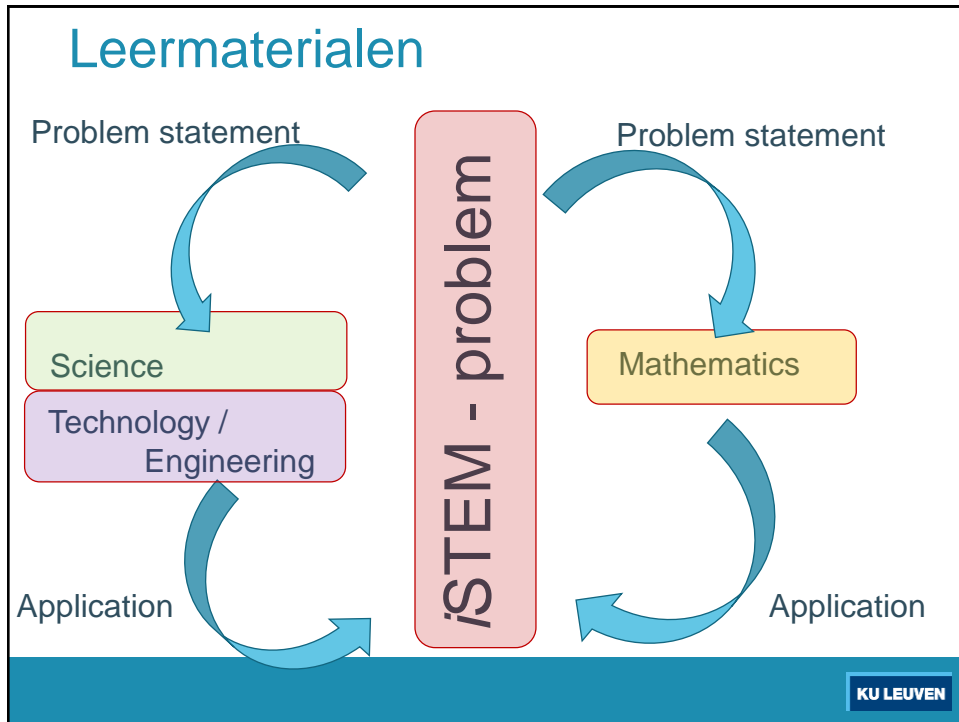 Leermaterialen
Problem statement
Problem statement
iSTEM - problem
Science
Technology /
Engineering
Mathematics
Application
Application
KU LEUVEN